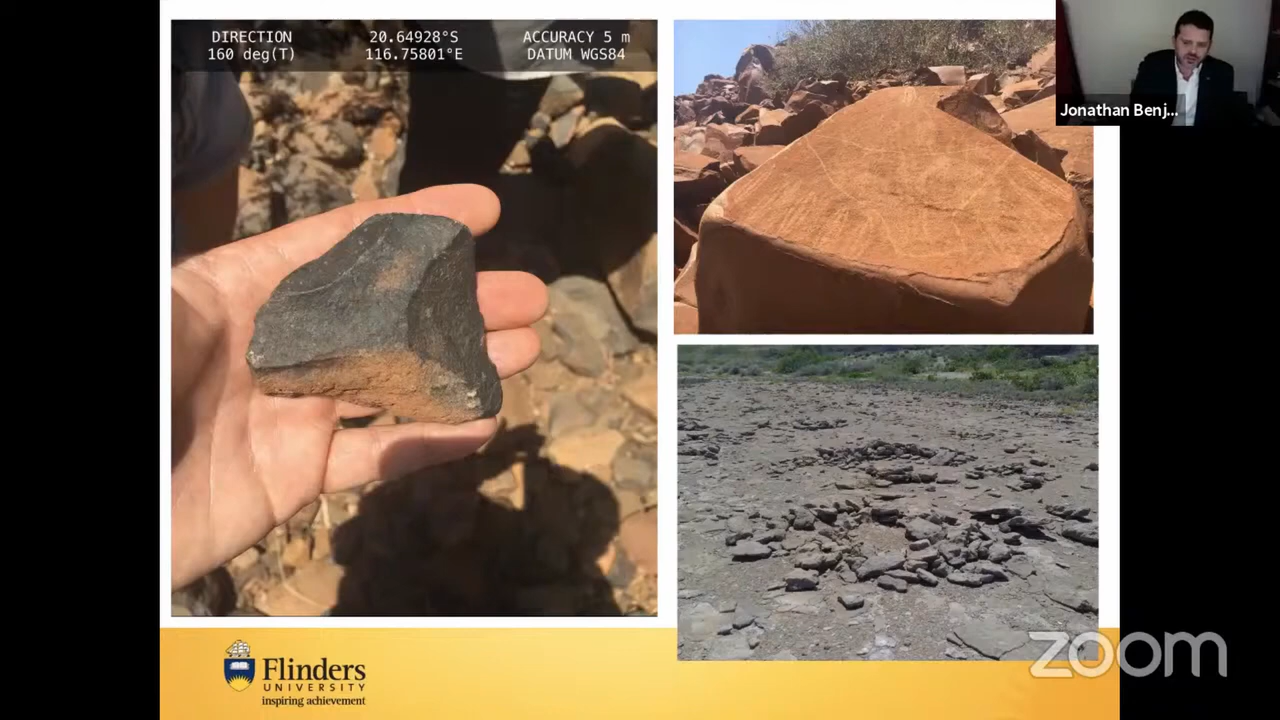 DIRECTION
160 deg(T)
20.64928°S
116.75801°E
ACCURACY 5 m
DATUM WGS84
Jonathan Benj...
Flinders
UNIVERSITY
inspiring achievement
zoom